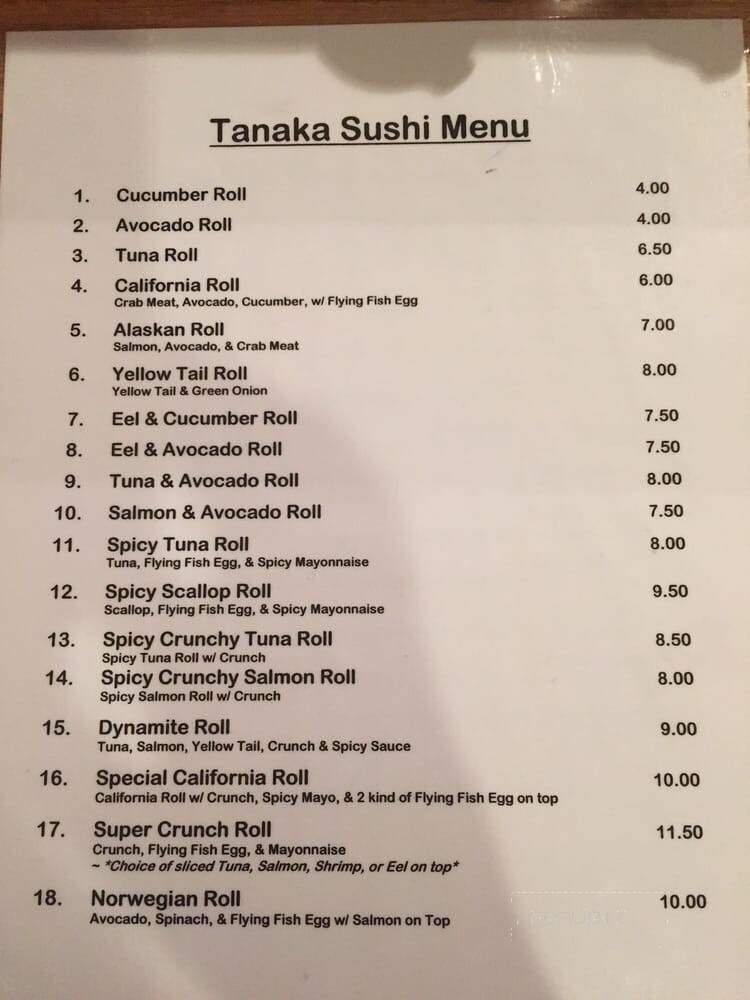 Tanaka Sushi Menu
1. Cucumber Roll 4.00
2. Avocado Roll 4.00
3. Tuna Roll 6.50
4. California Roll 6.00
Crab Meat, Avocado, Cucumber, w/ Flying Fish Egg
5. Alaskan Roll 7.00
Salmon, Avocado, & Crab Meat
6. Yellow Tail Roll 8.00
Yellow Tail & Green Onion
7. Eel & Cucumber Roll 7.50
8. Eel & Avocado Roll 7.50
9. Tuna & Avocado Roll 8.00
10. Salmon & Avocado Roll 7.50
11. Spicy Tuna Roll 8.00
Tuna, Flying Fish Egg, & Spicy Mayonnaise
12. Spicy Scallop Roll 9.50
Scallop, Flying Fish Egg, & Spicy Mayonnaise
13. Spicy Crunchy Tuna Roll 8.50
Spicy Tuna Roll w/ Crunch
14. Spicy Crunchy Salmon Roll 8.00
Spicy Salmon Roll w/ Crunch
15. Dynamite Roll 9.00
Tuna, Salmon, Yellow Tail, Crunch & Spicy Sauce
16. Special California Roll 10.00
California Roll w/ Crunch, Spicy Mayo, & 2 kind of Flying Fish Egg on top
17. Super Crunch Roll 11.50
Crunch, Flying Fish Egg, & Mayonnaise
~ *Choice of sliced Tuna, Salmon, Shrimp, or Eel on top*
18. Norwegian Roll 10.00
Avocado, Spinach, & Flying Fish Egg w/ Salmon on Top